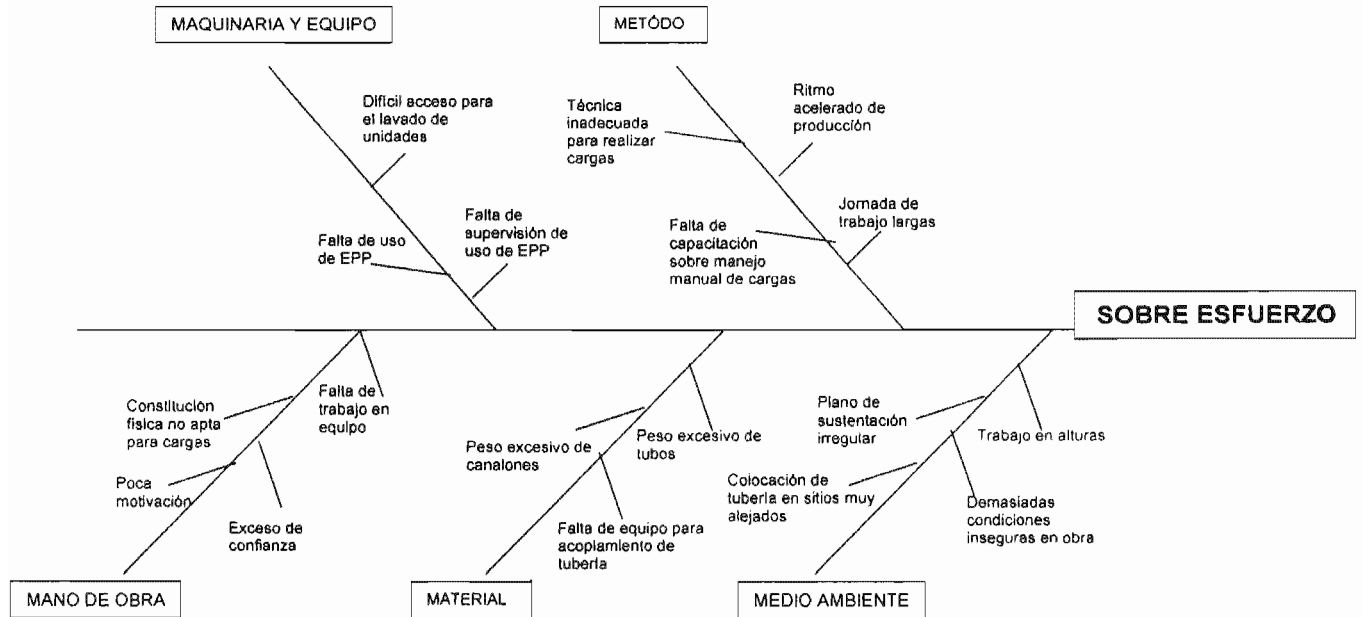 MAQUINARIA Y EQUIPO
METÓDO
Difícil acceso para
el lavado de
unidades
Falta de uso
de EPP
Falta de
supervisión de
uso de EPP
Técnica
inadecuada
para realizar
cargas
Ritmo
acelerado de
producción
Falta de
capacitación
sobre manejo
manual de cargas
Jornada de
trabajo largas
SOBRE ESFUERZO
Constitución
física no apta
para cargas
Falta de
trabajo en
equipo
Poca
motivación
Exceso de
confianza
Peso excesivo de
canalones
Peso excesivo de
tubos
Falta de equipo para
acoplamiento de
tubería
Plano de
sustentación
irregular
Trabajo en alturas
Colocación de
tubería en sitios muy
alejados
Demasiadas
condiciones
inseguras en obra
MANO DE OBRA
MATERIAL
MEDIO AMBIENTE